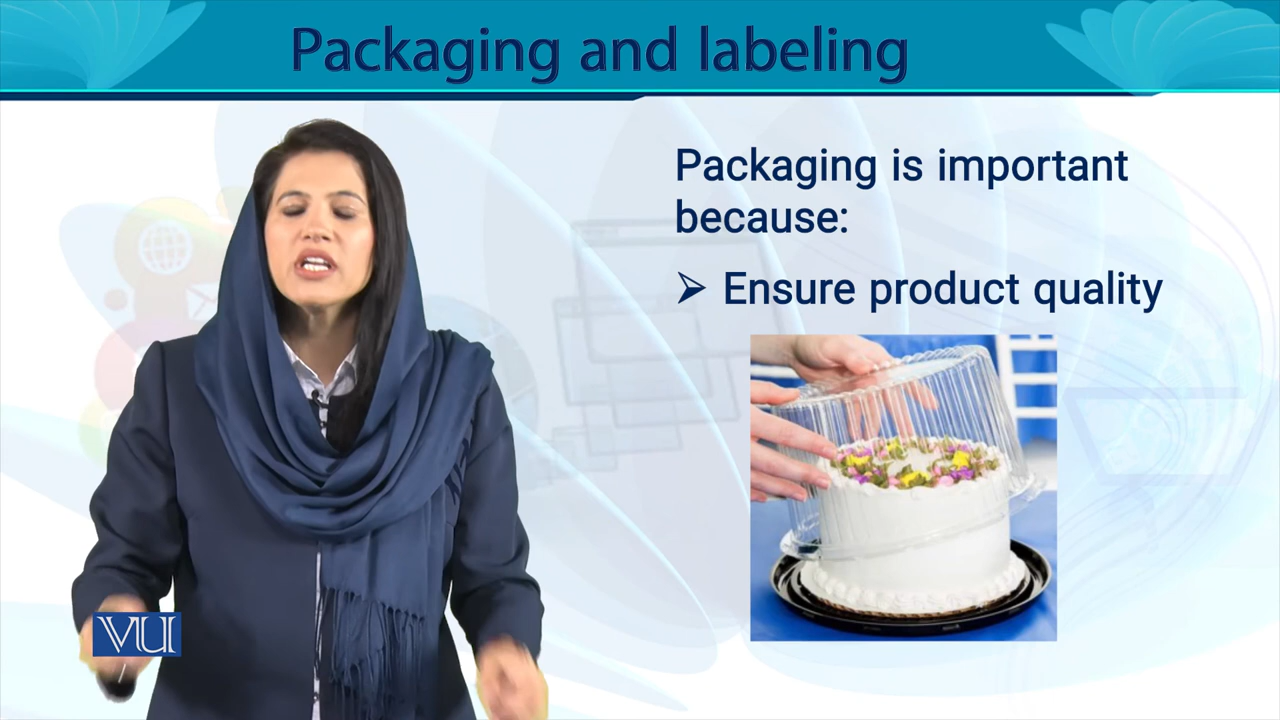 Packaging and labeling
Packaging is important
because:
➢ Ensure product quality
VU